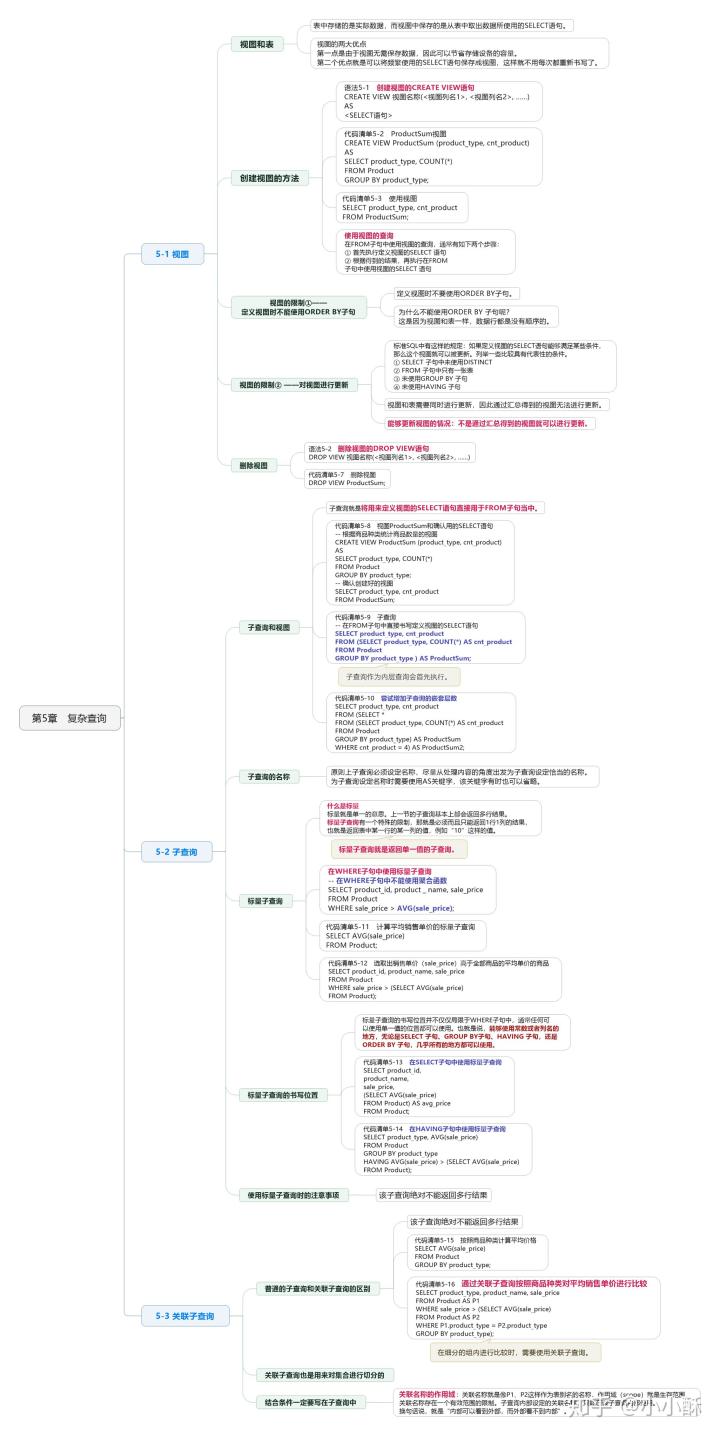 第5章　复杂查询
5-1 视图
视图和表
表中存储的是实际数据，而视图中保存的是从表中取出数据所使用的SELECT语句。
视图的两大优点
第一点是由于视图无需保存数据，因此可以节省存储设备的容量。
第二个优点就是可以将频繁使用的SELECT语句保存成视图，这样就不用每次都重新书写了。
创建视图的方法
语法5-1　创建视图的CREATE VIEW语句
CREATE VIEW 视图名称(<视图列名1>, <视图列名2>, ……)
AS
<SELECT语句>
代码清单5-2　ProductSum视图
CREATE VIEW ProductSum (product_type, cnt_product)
AS
SELECT product_type, COUNT(*)
FROM Product
GROUP BY product_type;
代码清单5-3　使用视图
SELECT product_type, cnt_product
FROM ProductSum;
使用视图的查询
在FROM子句中使用视图的查询，通常有如下两个步骤：
① 首先执行定义视图的SELECT 语句
② 根据得到的结果，再执行在FROM
子句中使用视图的SELECT 语句
视图的限制①——
定义视图时不能使用ORDER BY子句
定义视图时不要使用ORDER BY子句。
为什么不能使用ORDER BY 子句呢？
这是因为视图和表一样，数据行都是没有顺序的。
视图的限制② ——对视图进行更新
标准SQL中有这样的规定：如果定义视图的SELECT语句能够满足某些条件，
那么这个视图就可以被更新。列举一些比较具有代表性的条件。
① SELECT 子句中未使用DISTINCT
② FROM 子句中只有一张表
③ 未使用GROUP BY 子句
④ 未使用HAVING 子句
视图和表需要同时进行更新，因此通过汇总得到的视图无法进行更新。
能够更新视图的情况：不是通过汇总得到的视图就可以进行更新。
删除视图
语法5-2　删除视图的DROP VIEW语句
DROP VIEW 视图名称(<视图列名1>, <视图列名2>, ……)
代码清单5-7　删除视图
DROP VIEW ProductSum;
5-2 子查询
子查询和视图
子查询就是将用来定义视图的SELECT语句直接用于FROM子句当中。
代码清单5-8　视图ProductSum和确认用的SELECT语句
-- 根据商品种类统计商品数量的视图
CREATE VIEW ProductSum (product_type, cnt_product)
AS
SELECT product_type, COUNT(*)
FROM Product
GROUP BY product_type;
-- 确认创建好的视图
SELECT product_type, cnt_product
FROM ProductSum;
代码清单5-9　子查询
-- 在FROM子句中直接书写定义视图的SELECT语句
SELECT product_type, cnt_product
FROM (SELECT product_type, COUNT(*) AS cnt_product
FROM Product
GROUP BY product_type ) AS ProductSum;
子查询作为内层查询会首先执行。
代码清单5-10　尝试增加子查询的嵌套层数
SELECT product_type, cnt_product
FROM (SELECT *
FROM (SELECT product_type, COUNT(*) AS cnt_product
FROM Product
GROUP BY product_type) AS ProductSum
WHERE cnt_product = 4) AS ProductSum2;
子查询的名称
原则上子查询必须设定名称，尽量从处理内容的角度出发为子查询设定恰当的名称。
为子查询设定名称时需要使用AS关键字，该关键字有时也可以省略。
标量子查询
什么是标量
标量就是单一的意思。上一节的子查询基本上都会返回多行结果。
标量子查询有一个特殊的限制，那就是必须而且只能返回1行1列的结果，
也就是返回表中某一行的某一列的值，例如“10”这样的值。
标量子查询就是返回单一值的子查询。
在WHERE子句中使用标量子查询
-- 在WHERE子句中不能使用聚合函数
SELECT product_id, product _ name, sale_price
FROM Product
WHERE sale_price > AVG(sale_price);
代码清单5-11　计算平均销售单价的标量子查询
SELECT AVG(sale_price)
FROM Product;
代码清单5-12　选取出销售单价（sale_price）高于全部商品的平均单价的商品
SELECT product_id, product_name, sale_price
FROM Product
WHERE sale_price > (SELECT AVG(sale_price)
FROM Product);
标量子查询的书写位置
标量子查询的书写位置并不仅仅局限于WHERE子句中，通常任何可
以使用单一值的位置都可以使用。也就是说，能够使用常数或者列名的
地方，无论是SELECT 子句、GROUP BY子句、HAVING 子句，还是
ORDER BY 子句，几乎所有的地方都可以使用。
代码清单5-13　在SELECT子句中使用标量子查询
SELECT product_id,
product_name,
sale_price,
(SELECT AVG(sale_price)
FROM Product) AS avg_price
FROM Product;
代码清单5-14　在HAVING子句中使用标量子查询
SELECT product_type, AVG(sale_price)
FROM Product
GROUP BY product_type
HAVING AVG(sale_price) > (SELECT AVG(sale_price)
FROM Product);
使用标量子查询时的注意事项
该子查询绝对不能返回多行结果
5-3 关联子查询
普通的子查询和关联子查询的区别
该子查询绝对不能返回多行结果
代码清单5-15　按照商品种类计算平均价格
SELECT AVG(sale_price)
FROM Product
GROUP BY product_type;
代码清单5-16　通过关联子查询按照商品种类对平均销售单价进行比较
SELECT product_type, product_name, sale_price
FROM Product AS P1
WHERE sale_price > (SELECT AVG(sale_price)
FROM Product AS P2
WHERE P1.product_type = P2.product_type
GROUP BY product_type);
在细分的组内进行比较时，需要使用关联子查询。
关联子查询也是用来对集合进行切分的
结合条件一定要写在子查询中
关联名称的作用域：关联名称就是像P1、P2这样作为表别名的名称，作用域（scope）就是生存范围
关联名称存在一个有效范围的限制。子查询内部设定的关联名
换句话说，就是“内部可以看到外部，而外部看不到内部”。
知乎 @小小酥